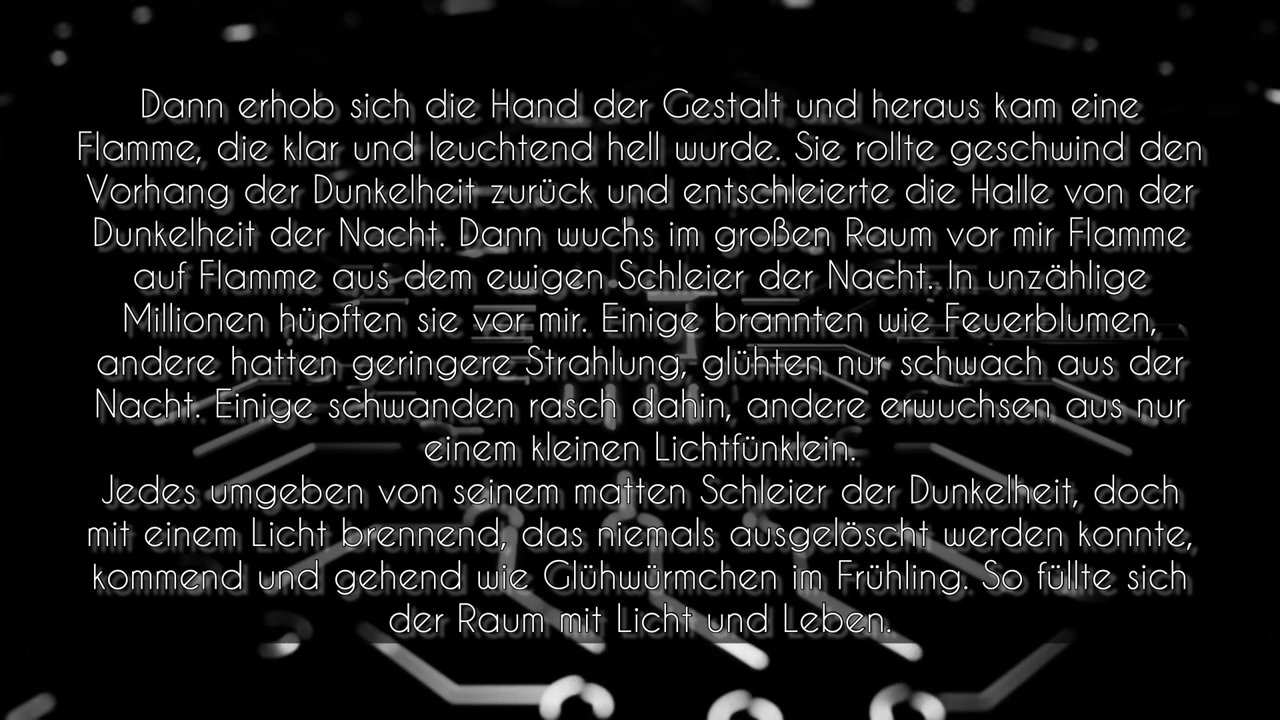 Dann erhob sich die Hand der Gestalt und heraus kam eine
Flamme, die klar und leuchtend hell wurde. Sie rollte geschwind den
Vorhang der Dunkelheit zurück und entschleierte die Halle von der
Dunkelheit der Nacht. Dann wuchs im großen Raum vor mir Flamme
auf Flamme aus dem ewigen Schleier der Nacht. In unzählige
Millionen hüpften sie vor mir. Einige brannten wie Feuerblumen,
andere hatten geringere Strahlung, glühten nur schwach aus der
Nacht. Einige schwanden rasch dahin, andere erwuchsen aus nur
einem kleinen Lichtfünklein.
Jedes umgeben von seinem matten Schleier der Dunkelheit, doch
mit einem Licht brennend, das niemals ausgelöscht werden konnte,
kommend und gehend wie Glühwürmchen im Frühling. So füllte sich
der Raum mit Licht und Leben.